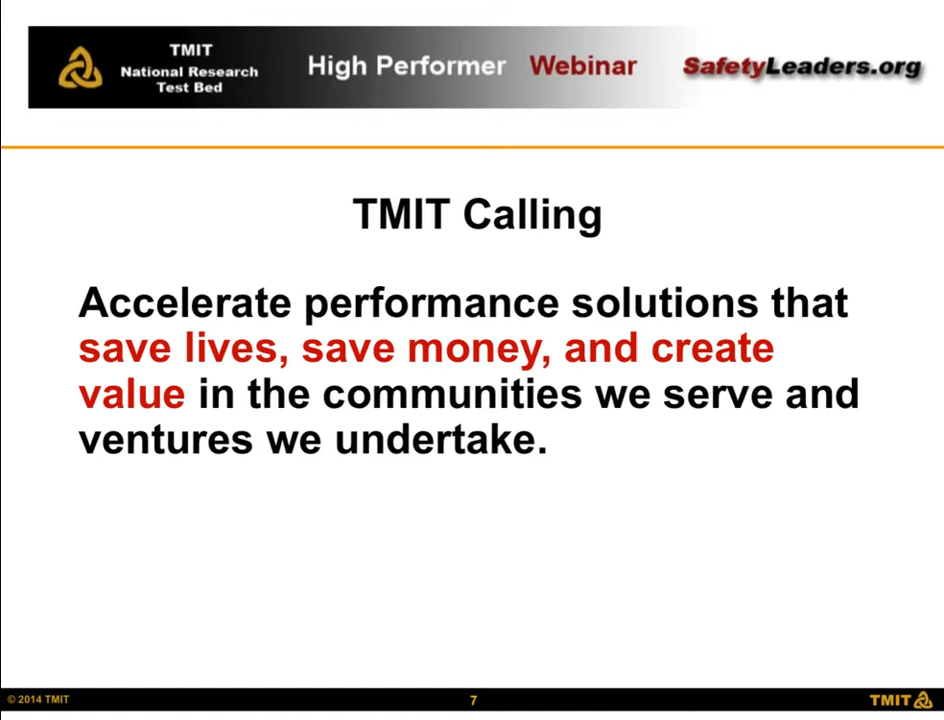 TMIT
National Research
Test Bed
High Performer Webinar
SafetyLeaders.org
TMIT Calling
Accelerate performance solutions that
save lives, save money, and create
value in the communities we serve and
ventures we undertake.
© 2014 TMIT
7
TMIT